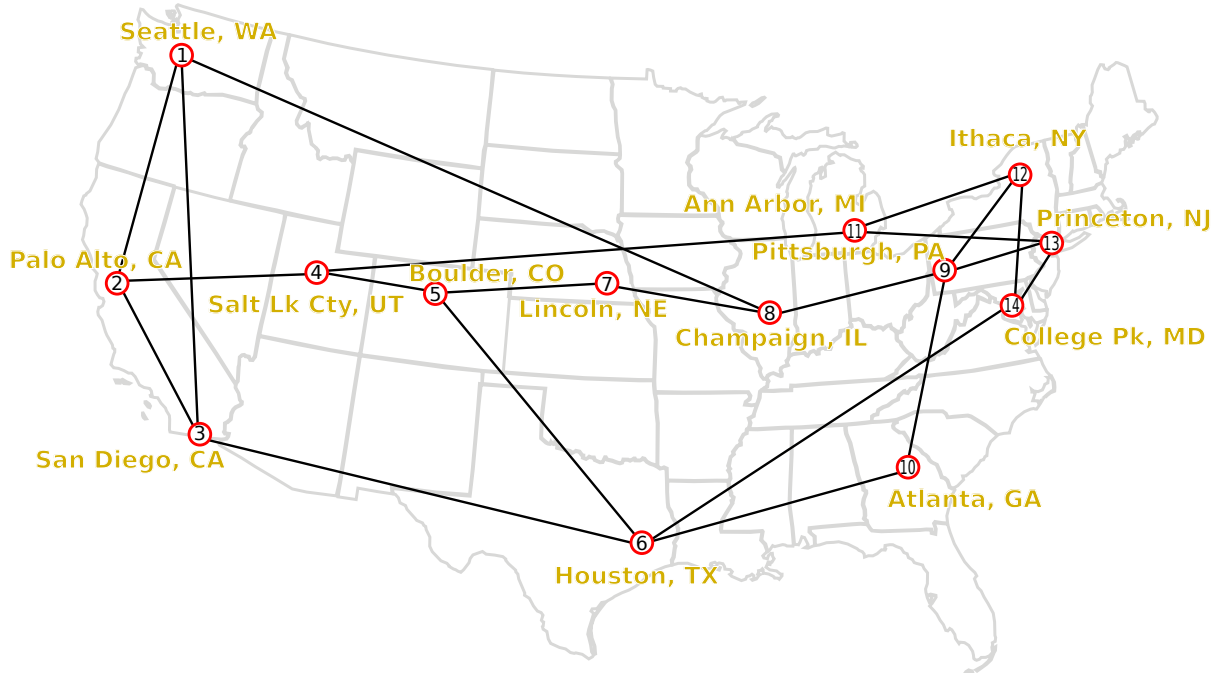 Seattle, WA
1
Ithaca, NY
12
Ann Arbor, MI
11
Princeton, NJ
13
Pittsburgh, PA
9
Palo Alto, CA
2
4
Salt Lk Cty, UT
Boulder, CO
5
7
Lincoln, NE
8
Champaign, IL
14
College Pk, MD
3
San Diego, CA
10
Atlanta, GA
6
Houston, TX